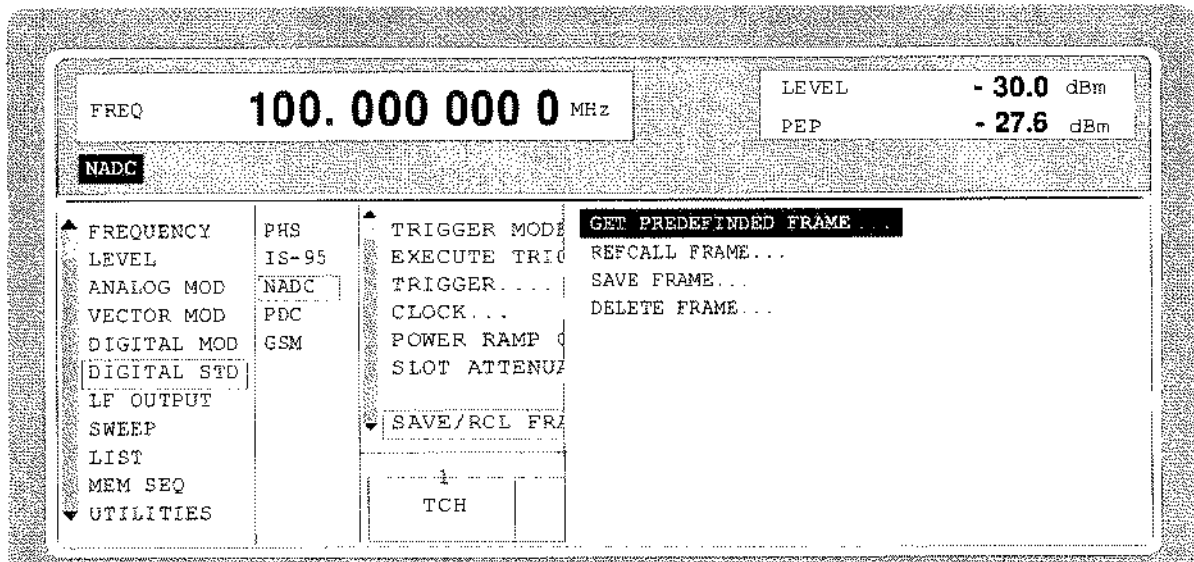 FREQ 100. 000 000 0 MHz
LEVEL - 30.0 dBm
PEP - 27.6 dBm
NADC
FREQUENCY
LEVEL
ANALOG MOD
VECTOR MOD
DIGITAL MOD
DIGITAL STD
LF OUTPUT
SWEEP
LIST
MEM SEQ
UTILITIES
PHS
IS-95
NADC
PDC
GSM
TRIGGER MODE
EXECUTE TRIG
TRIGGER....
CLOCK...
POWER RAMP
SLOT ATTENUA
SAVE/RCL FRA
1
TCH
GET PREDEFINDED FRAME...
REFCALL FRAME...
SAVE FRAME...
DELETE FRAME...